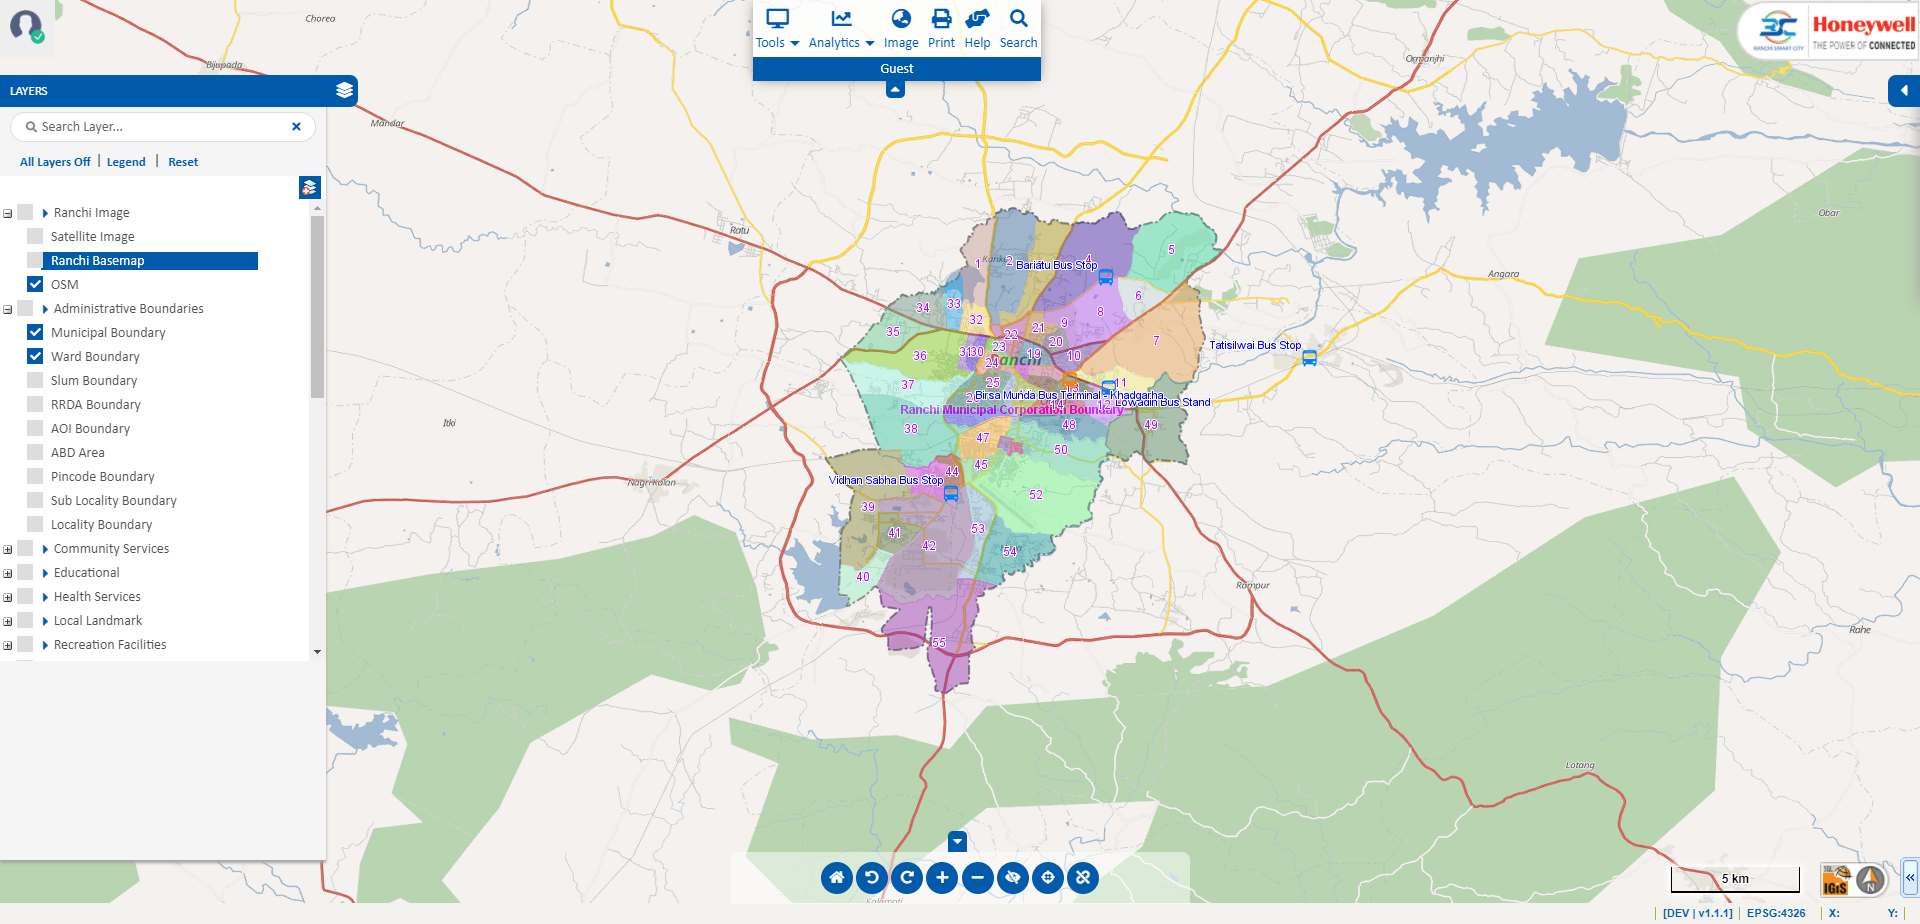 Tools
Analytics
Image
Print
Help
Search
Guest
RANCHI SMART CITY
Honeywell
THE POWER OF CONNECTED
LAYERS
Search Layer...
All Layers Off | Legend | Reset
Ranchi Image
Satellite Image
Ranchi Basemap
OSM
Administrative Boundaries
Municipal Boundary
Ward Boundary
Slum Boundary
RRDA Boundary
AOI Boundary
ABD Area
Pincode Boundary
Sub Locality Boundary
Locality Boundary
Community Services
Educational
Health Services
Local Landmark
Recreation Facilities
Chorea
Bijupada
Mandar
Ormanjhi
Ratu
Obar
Angara
Itki
Nagri Kalan
Rampur
Rahe
Lotang
Kalamati
1
2
Bariatu Bus Stop
4
5
6
7
8
9
10
11
19
20
21
22
23
24
25
30
31
32
33
34
35
36
37
38
Tatisilwai Bus Stop
Birsa Munda Bus Terminal - Khadgarha
Lowadih Bus Stand
Ranchi Municipal Corporation Boundary
47
48
49
50
44
45
Vidhan Sabha Bus Stop
52
39
53
41
42
54
40
55
5 km
IGiS
N
[DEV | v1.1.1]
EPSG:4326
X:
Y: